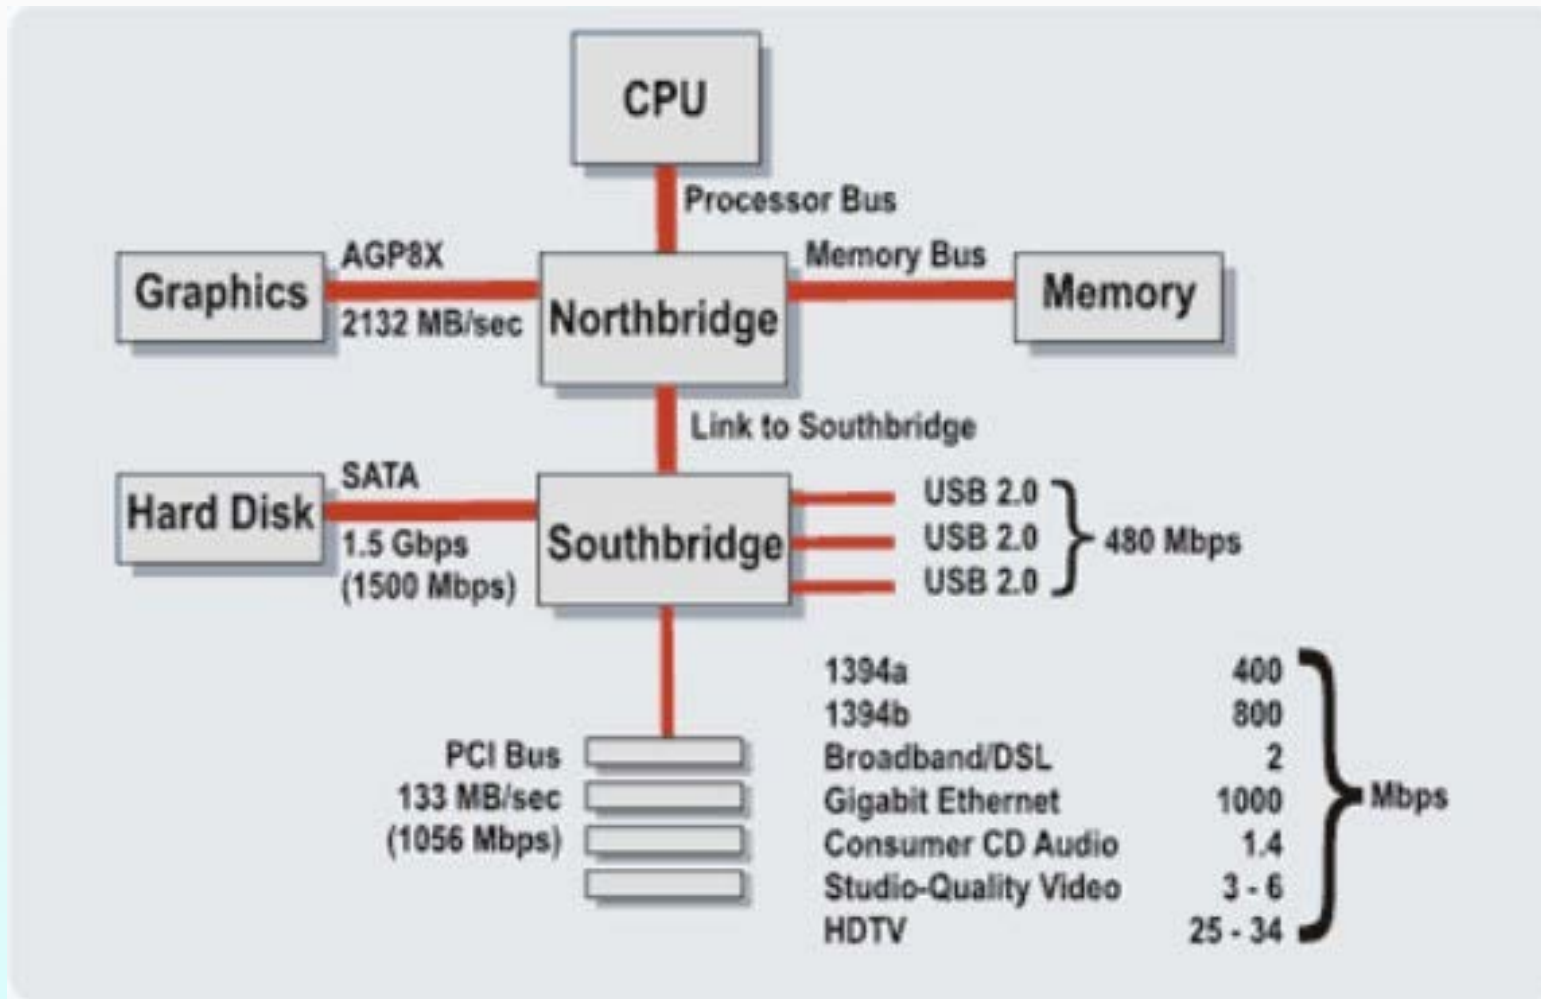 CPU
Processor Bus
AGP8X
Memory Bus
Graphics
Northbridge
Memory
2132 MB/sec
Link to Southbridge
SATA
Hard Disk
Southbridge
1.5 Gbps
(1500 Mbps)
USB 2.0
USB 2.0
USB 2.0
480 Mbps
PCI Bus
133 MB/sec
(1056 Mbps)
1394a 400
1394b 800
Broadband/DSL 2
Gigabit Ethernet 1000
Consumer CD Audio 1.4
Studio-Quality Video 3 - 6
HDTV 25 - 34
Mbps